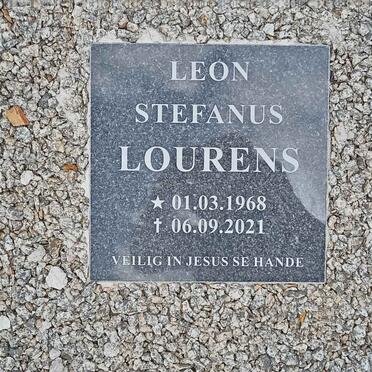 LEON
STEFANUS
LOURENS
★ 01.03.1968
† 06.09.2021
VEILIG IN JESUS SE HANDE